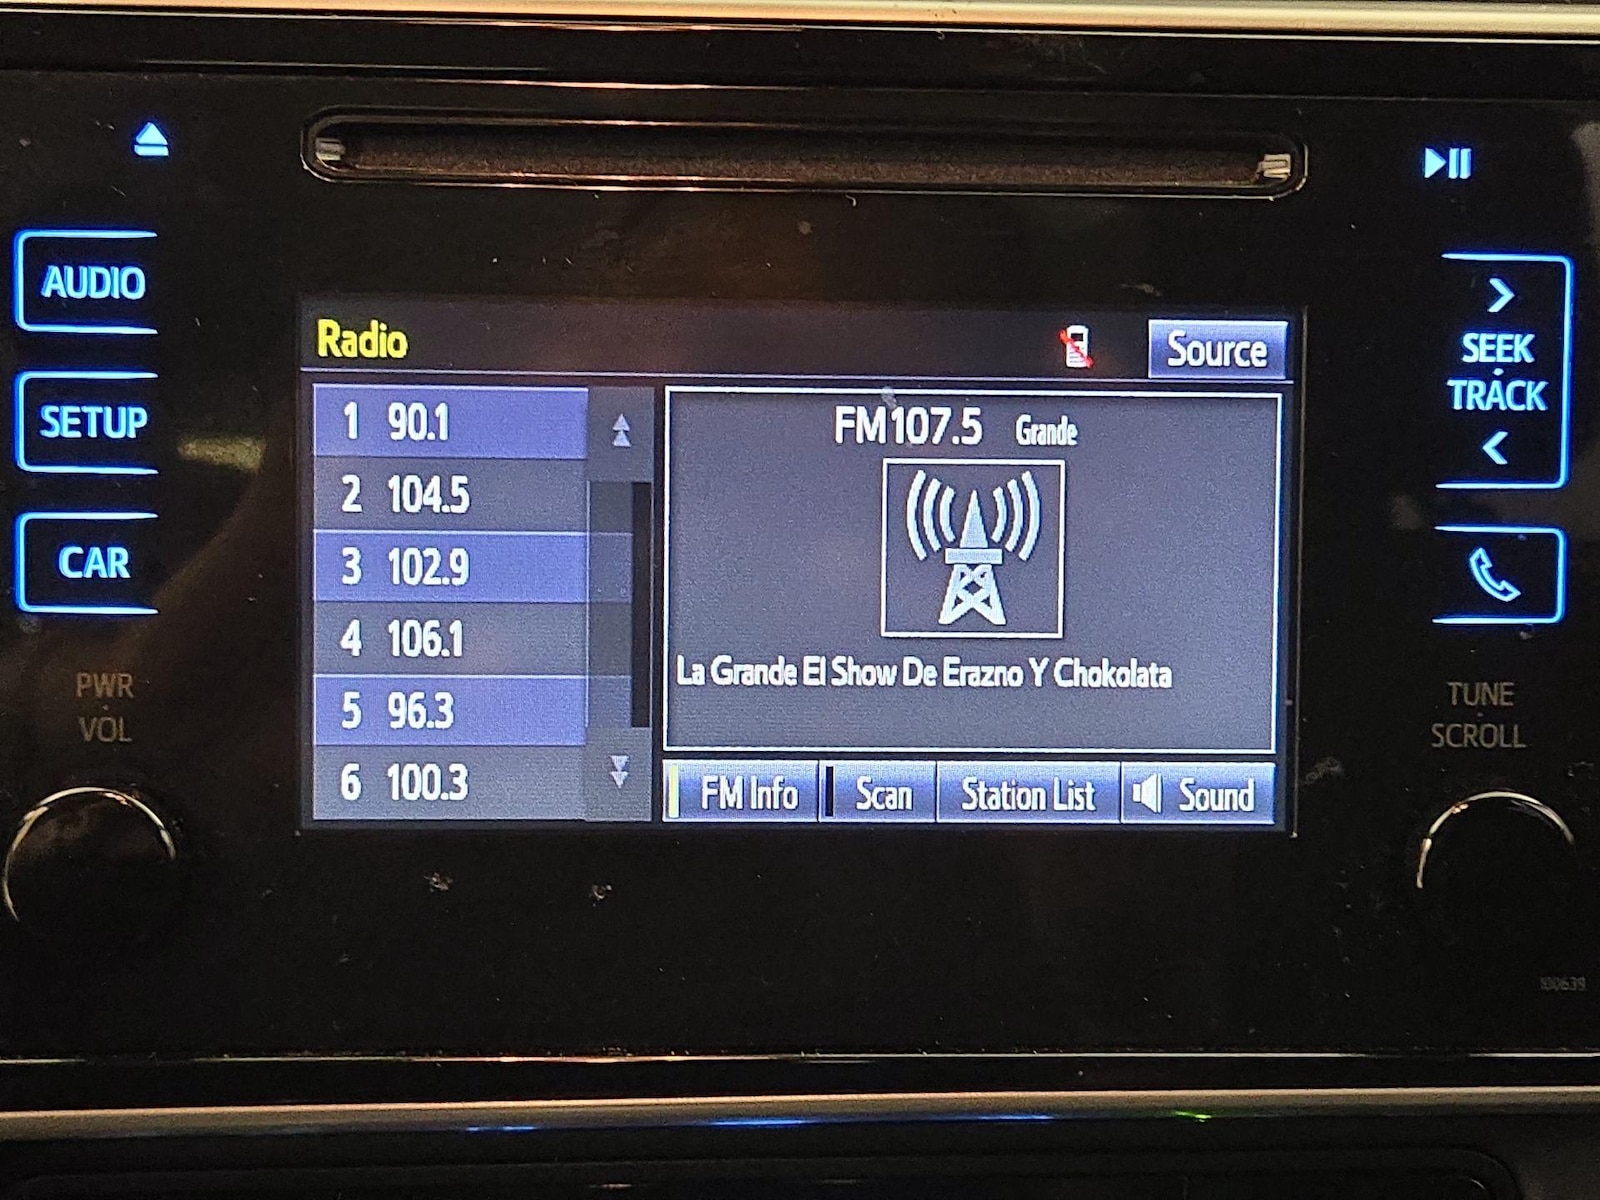 AUDIO
SETUP
CAR
PWR
VOL
Radio
Source
1 90.1
2 104.5
3 102.9
4 106.1
5 96.3
6 100.3
FM107.5 Grande
La Grande El Show De Erazno Y Chokolata
FM Info
Scan
Station List
Sound
SEEK
TRACK
TUNE
SCROLL
100639